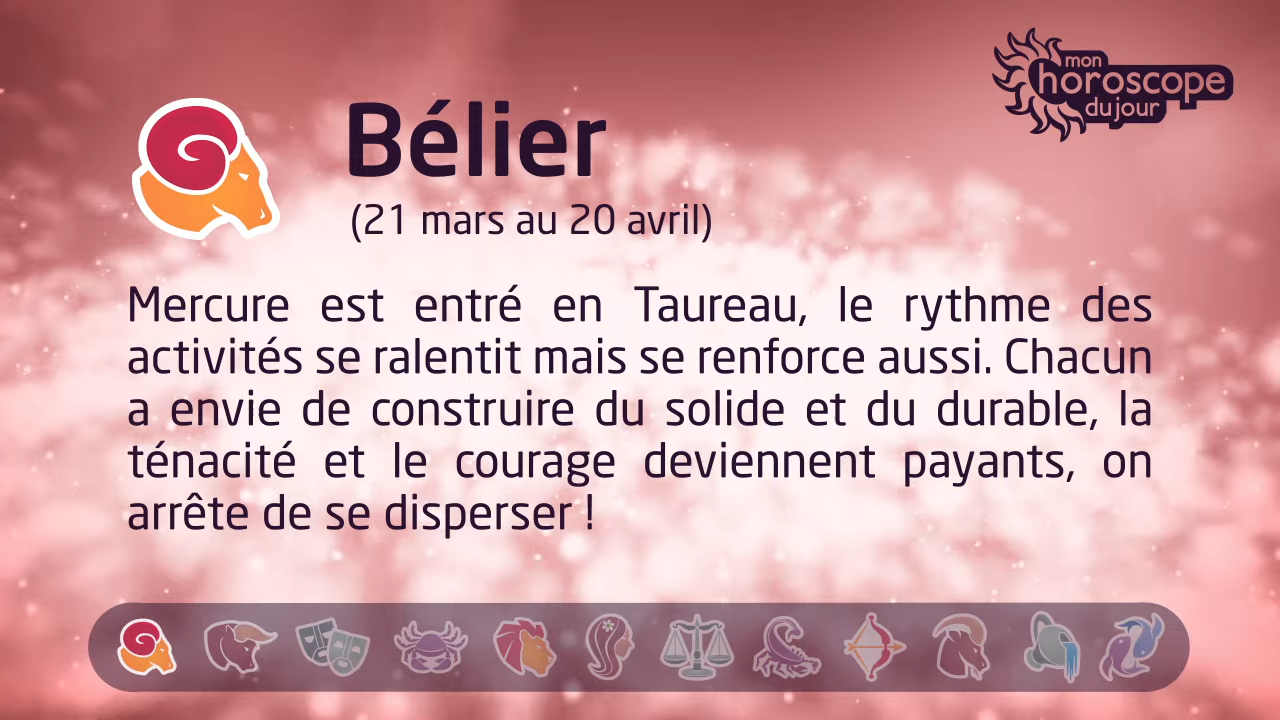 mon
horoscope
du jour
Bélier
(21 mars au 20 avril)
Mercure est entré en Taureau, le rythme des
activités se ralentit mais se renforce aussi. Chacun
a envie de construire du solide et du durable, la
ténacité et le courage deviennent payants, on
arrête de se disperser !